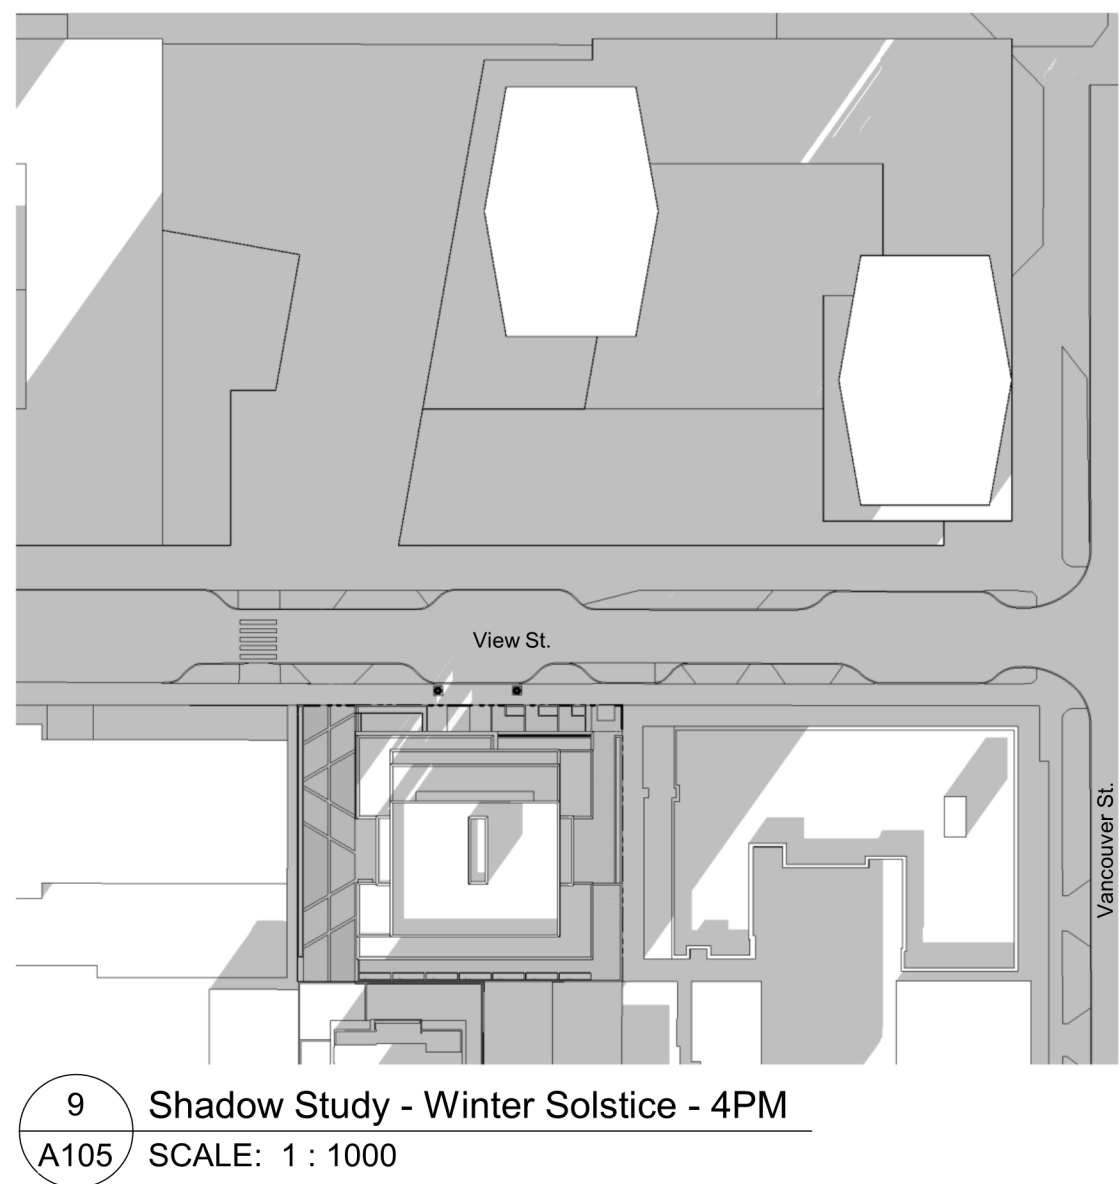 View St.
Vancouver St.
9
Shadow Study - Winter Solstice - 4PM
A105
SCALE: 1 : 1000